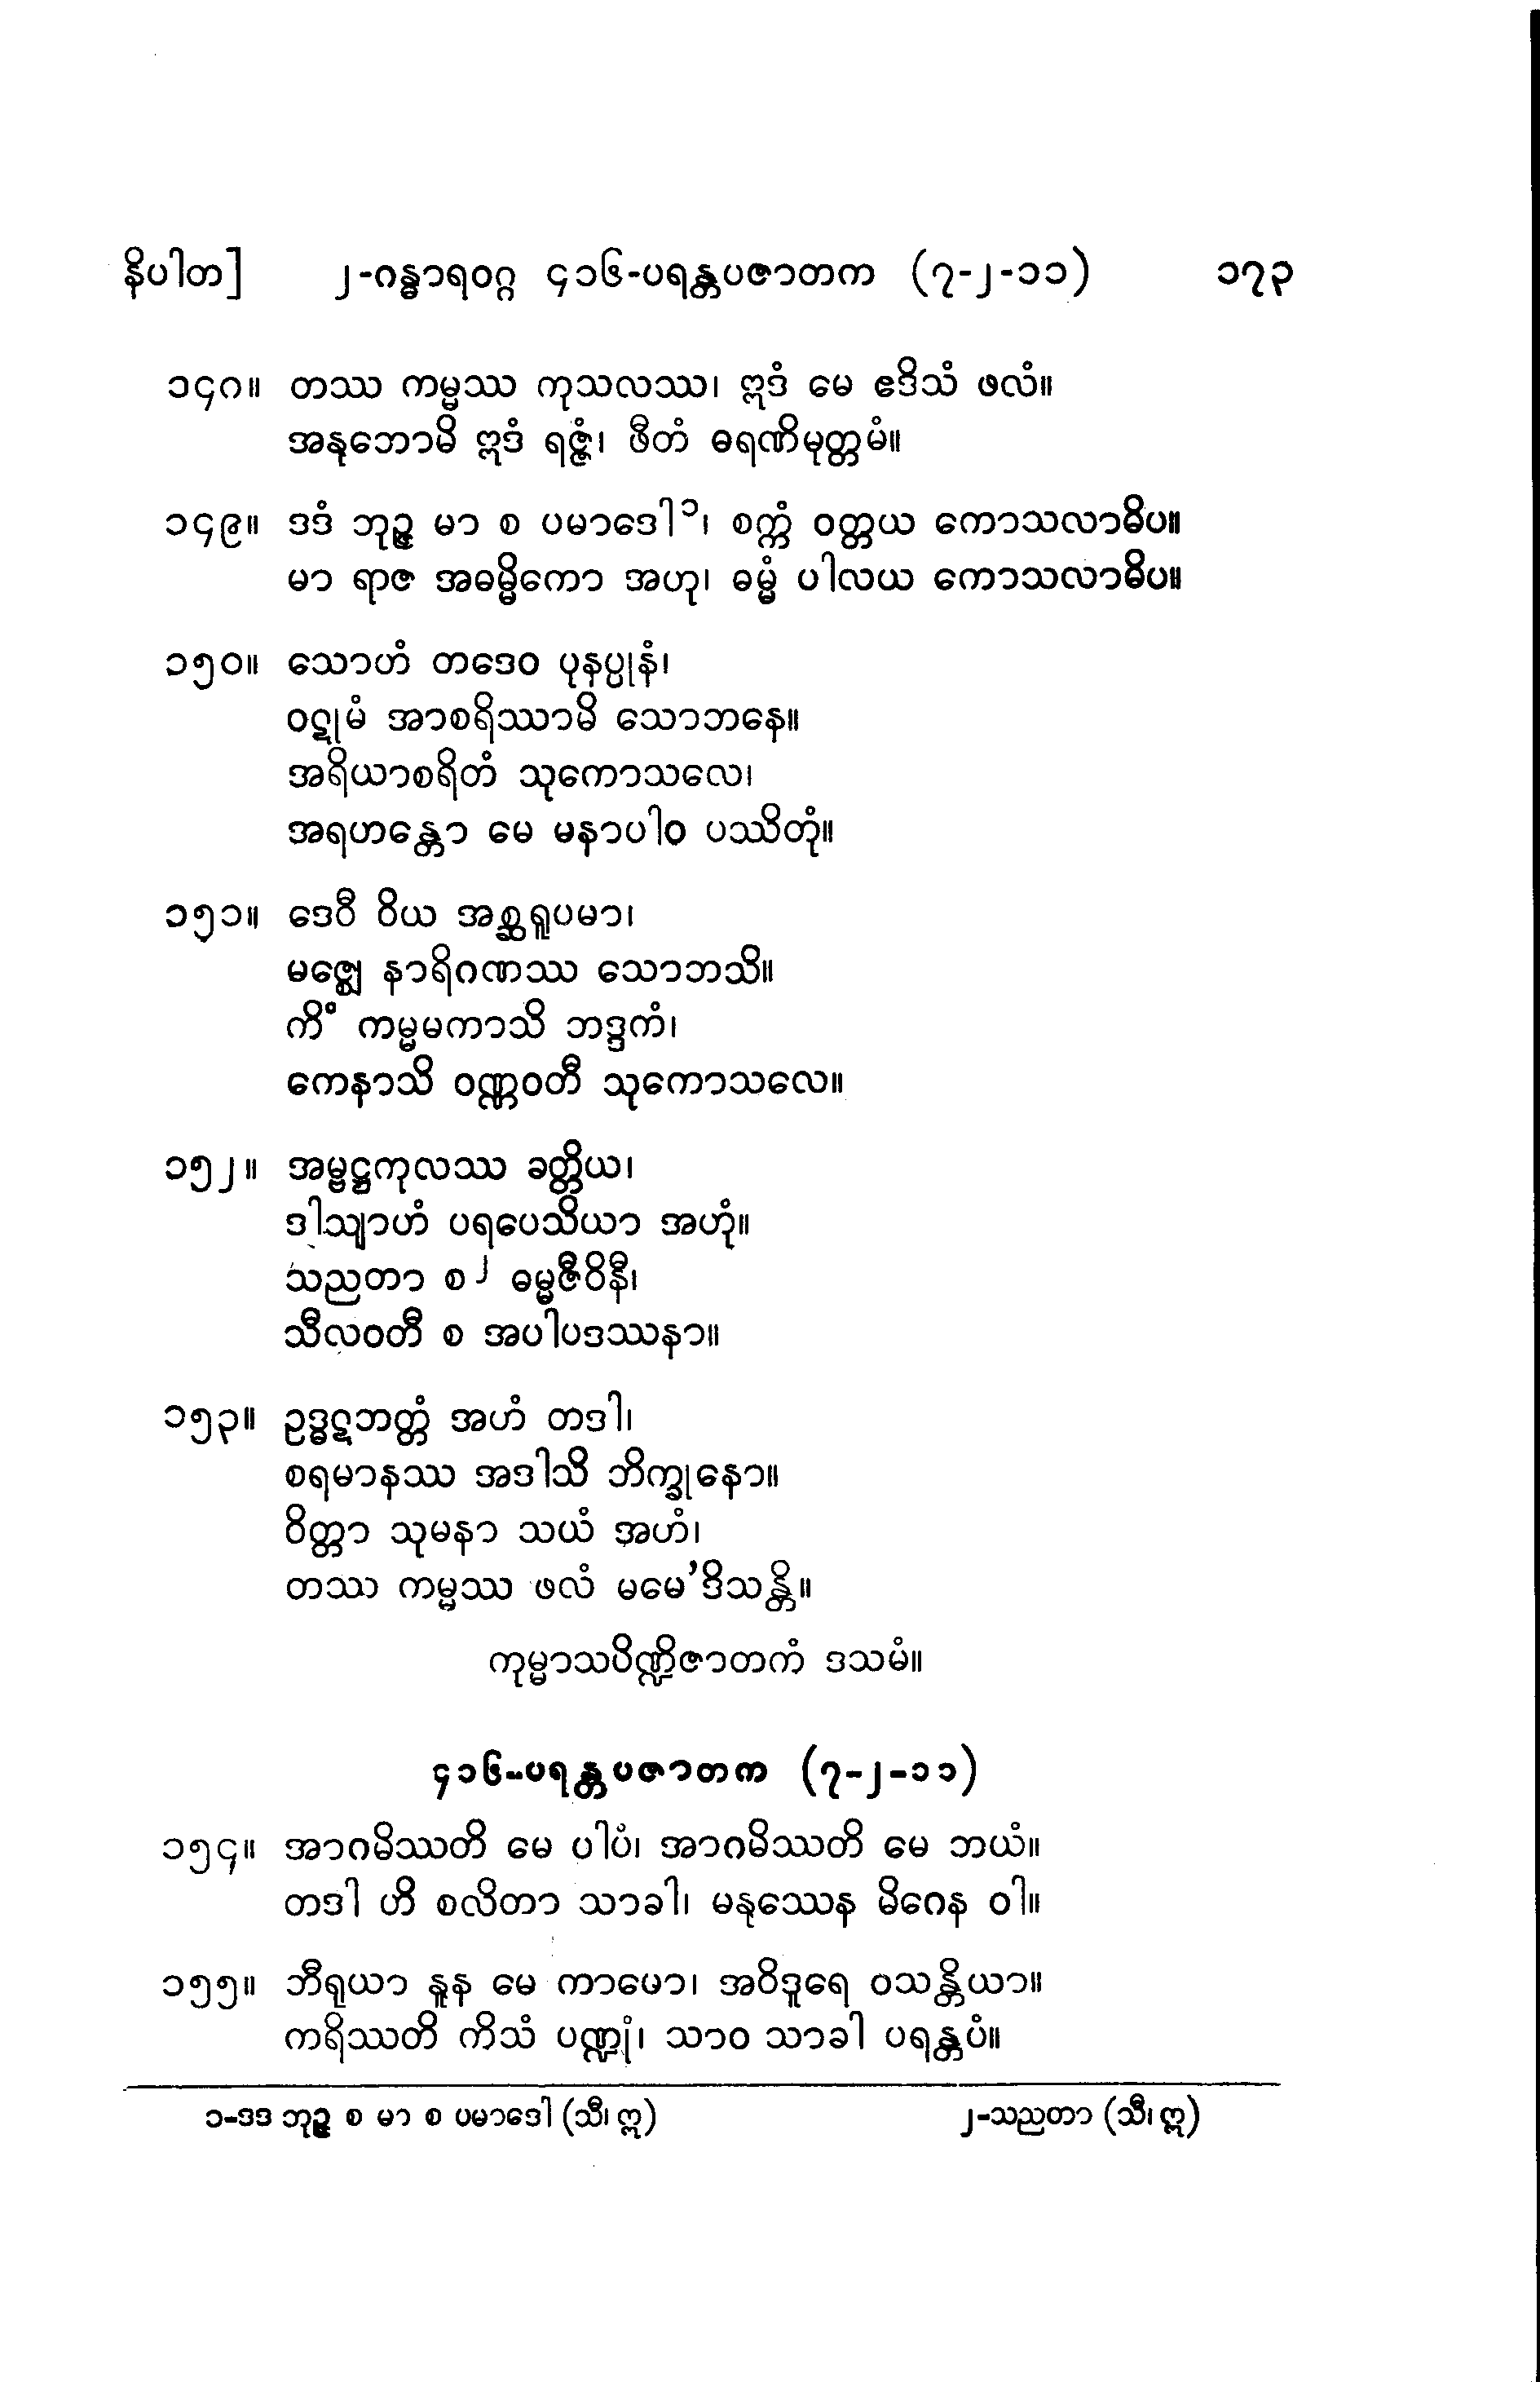 နိပါတ] ၂-ဂန္ဓာရဝဂ္ဂ ၄၁၆-ပရန္တပဇာတက (၇-၂-၁၁) ၁၇၃
၁၄၈။ တဿ ကမ္မဿ ကုသလဿ၊ ဣဒံ မေ ဧဒိသံ ဖလံ။
အနုဘောမိ ဣဒံ ရဇ္ဇံ၊ ဖီတံ ဓရဏိမုတ္တမံ။
၁၄၉။ ဒဒံ ဘုဉ္ဇ မာ စ ပမာဒေါ၁၊ စက္ကံ ဝတ္တယ ကောသလာဓိပ။
မာ ရာဇ အဓမ္မိကော အဟု၊ ဓမ္မံ ပါလယ ကောသလာဓိပ။
၁၅၀။ သောဟံ တဒေဝ ပုနပ္ပုနံ၊
ဝဋုမံ အာစရိဿာမိ သောဘနေ။
အရိယာစရိတံ သုကောသလေ၊
အရဟန္တော မေ မနာပါဝ ပဿိတုံ။
၁၅၁။ ဒေဝီ ဝိယ အစ္ဆရူပမာ၊
မဇ္ဈေ နာရိဂဏဿ သောဘသိ။
ကိံ ကမ္မမကာသိ ဘဒ္ဒကံ၊
ကေနာသိ ဝဏ္ဏဝတီ သုကောသလေ။
၁၅၂။ အမ္ဗဋ္ဌကုလဿ ခတ္တိယ၊
ဒါသျာဟံ ပရပေသိယာ အဟုံ။
သညတာ စ၂ ဓမ္မဇီဝိနီ၊
သီလဝတီ စ အပါပဒဿနာ။
၁၅၃။ ဥဒ္ဓဋဘတ္တံ အဟံ တဒါ၊
စရမာနဿ အဒါသိ ဘိက္ခုနော။
ဝိတ္တာ သုမနာ သယံ အဟံ၊
တဿ ကမ္မဿ ဖလံ မမေ’ဒိသန္တိ။
ကုမ္မာသပိဏ္ဍိဇာတကံ ဒသမံ။
၄၁၆-ပရန္တပဇာတက (၇-၂-၁၁)
၁၅၄။ အာဂမိဿတိ မေ ပါပံ၊ အာဂမိဿတိ မေ ဘယံ။
တဒါ ဟိ စလိတာ သာခါ၊ မနုဿေန မိဂေန ဝါ။
၁၅၅။ ဘီရုယာ နူန မေ ကာမော၊ အဝိဒူရေ ဝသန္တိယာ။
ကရိဿတိ ကိသံ ပဏ္ဍုံ၊ သာဝ သာခါ ပရန္တပံ။
၁-ဒဒ ဘုဉ္ဇ စ မာ စ ပမာဒေါ (သီ၊ ဣ) ၂-သညတာ (သီ၊ ဣ)